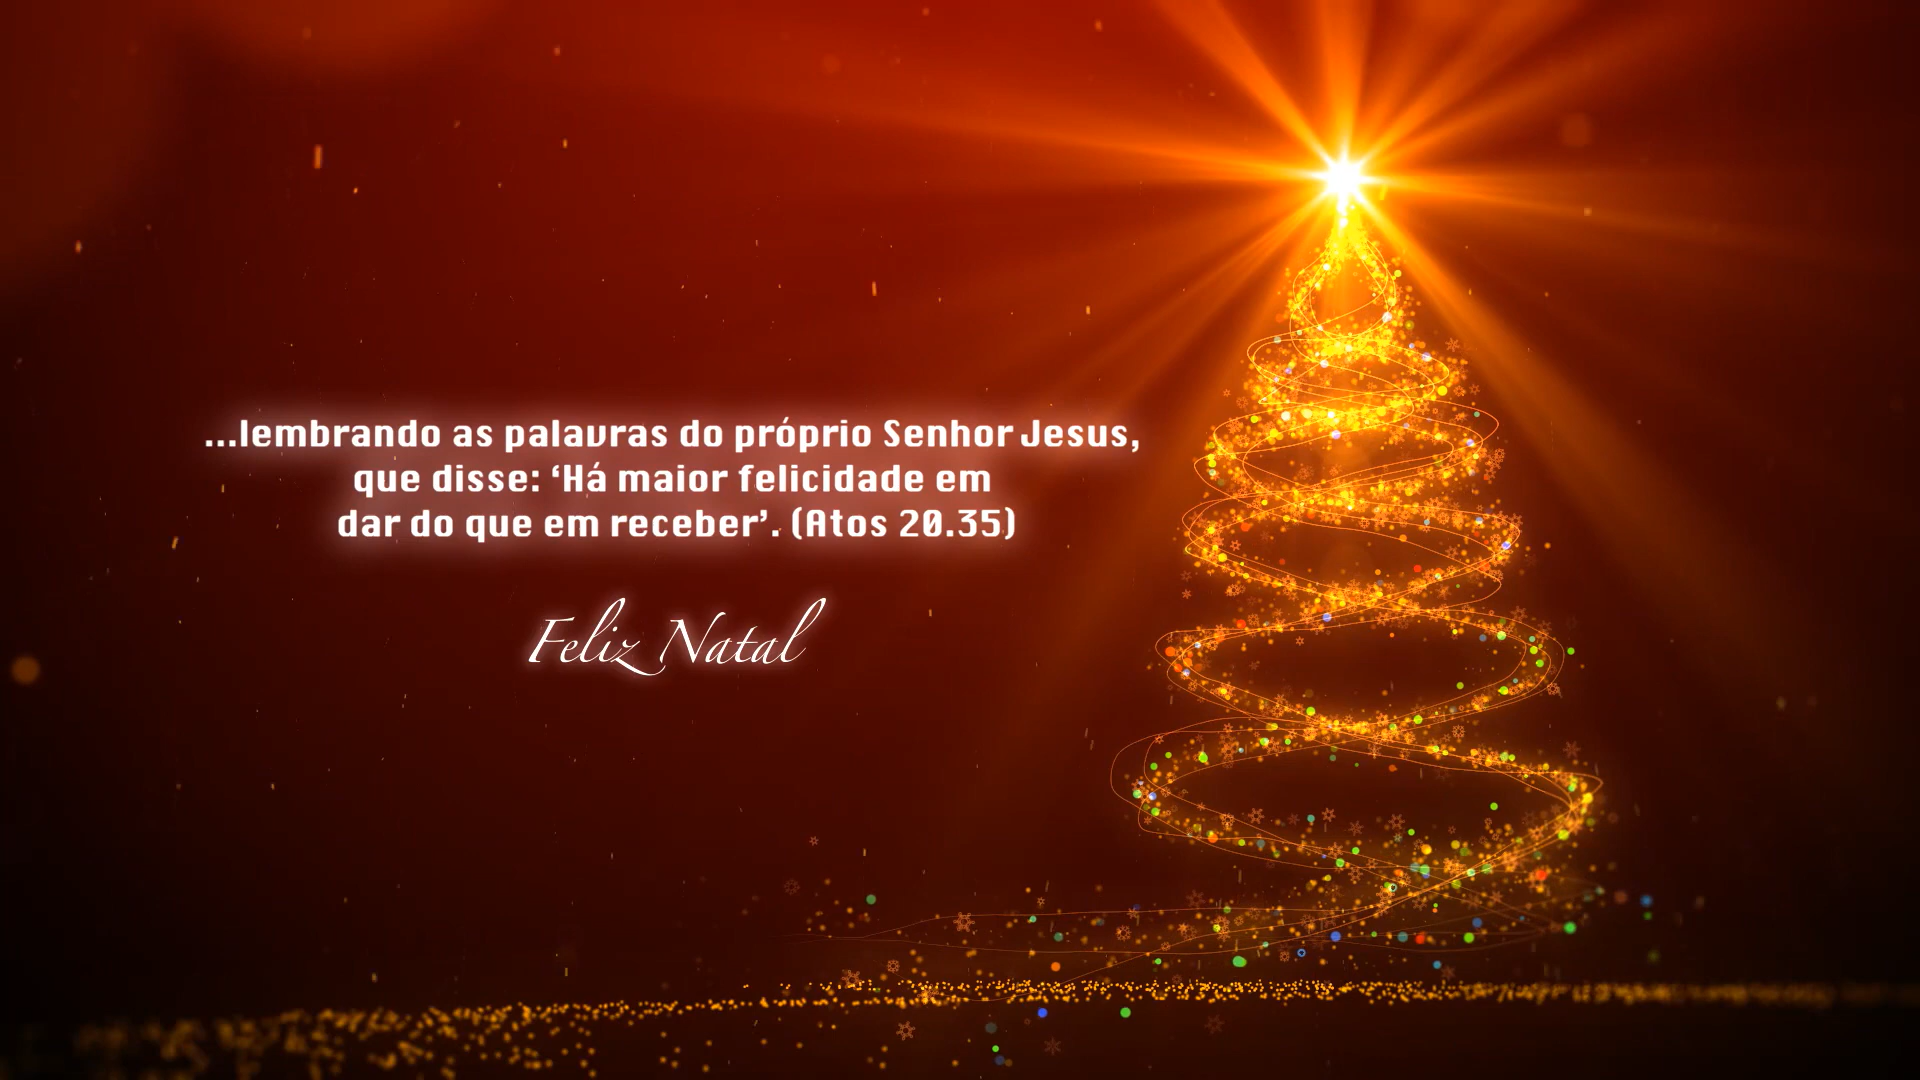 ...lembrando as palavras do próprio Senhor Jesus,
que disse: ‘Há maior felicidade em
dar do que em receber’. (Atos 20.35)
Feliz Natal